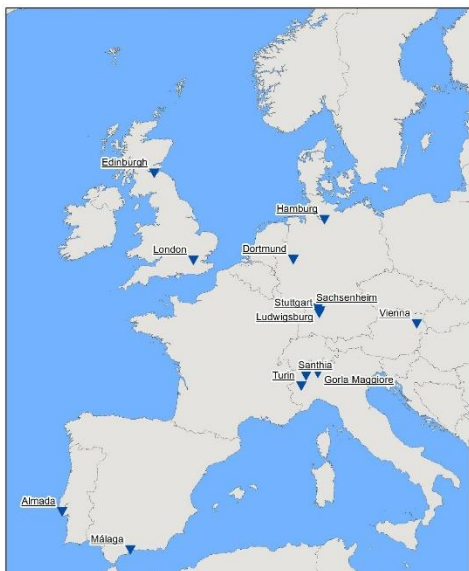 Edinburgh
Hamburg
London
Dortmund
Stuttgart
Sachsenheim
Ludwigsburg
Vienna
Santhia
Turin
Gorla Maggiore
Almada
Málaga